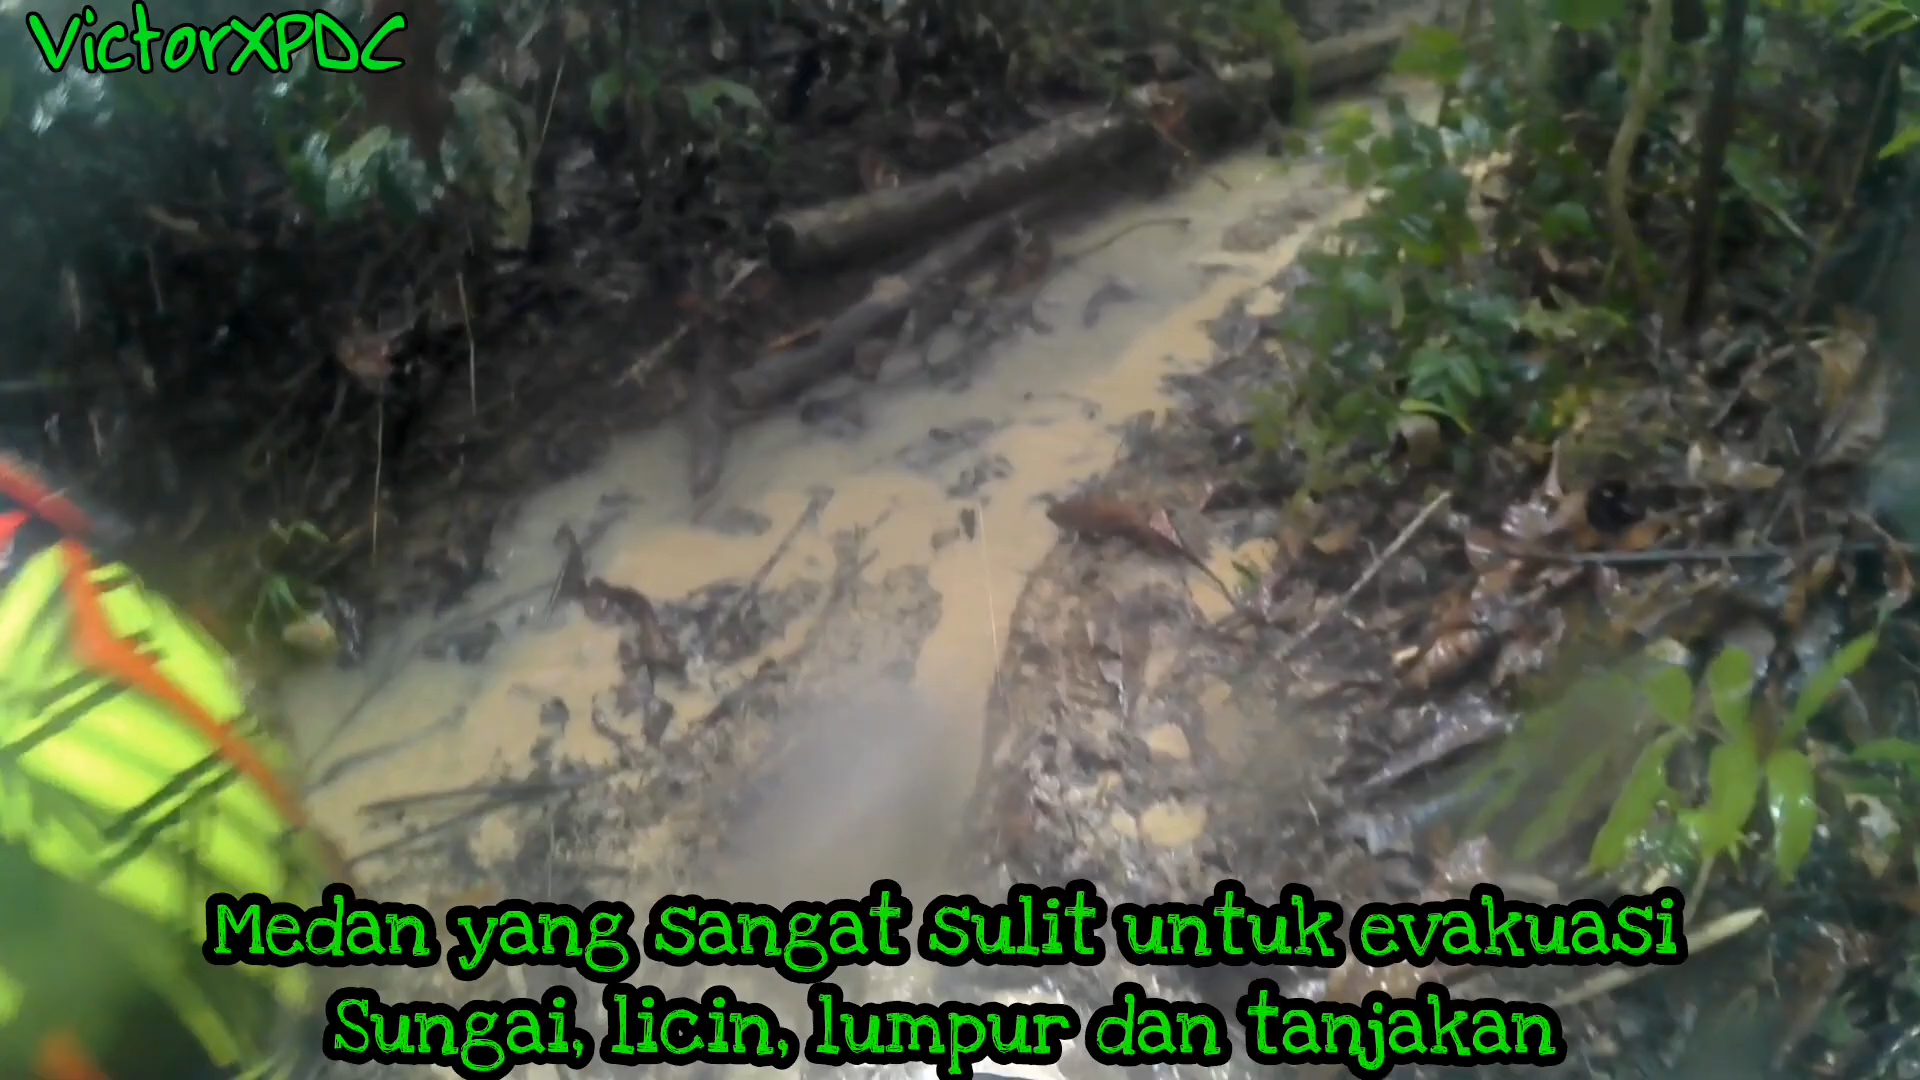 VictorXPDC
Medan yang sangat sulit untuk evakuasi
Sungai, licin, lumpur dan tanjakan